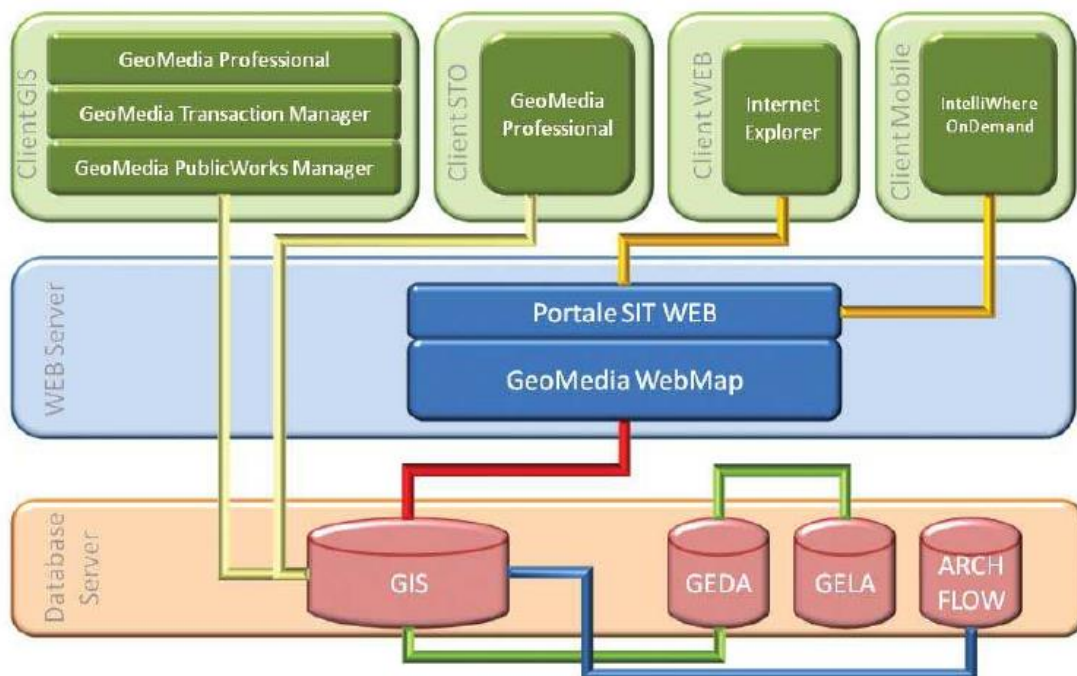 Client GIS
GeoMedia Professional
GeoMedia Transaction Manager
GeoMedia PublicWorks Manager
Client STO
GeoMedia
Professional
Client WEB
Internet
Explorer
Client Mobile
IntelliWhere
OnDemand
WEB Server
Portale SIT WEB
GeoMedia WebMap
Database
Server
GIS
GEDA
GELA
ARCH
FLOW